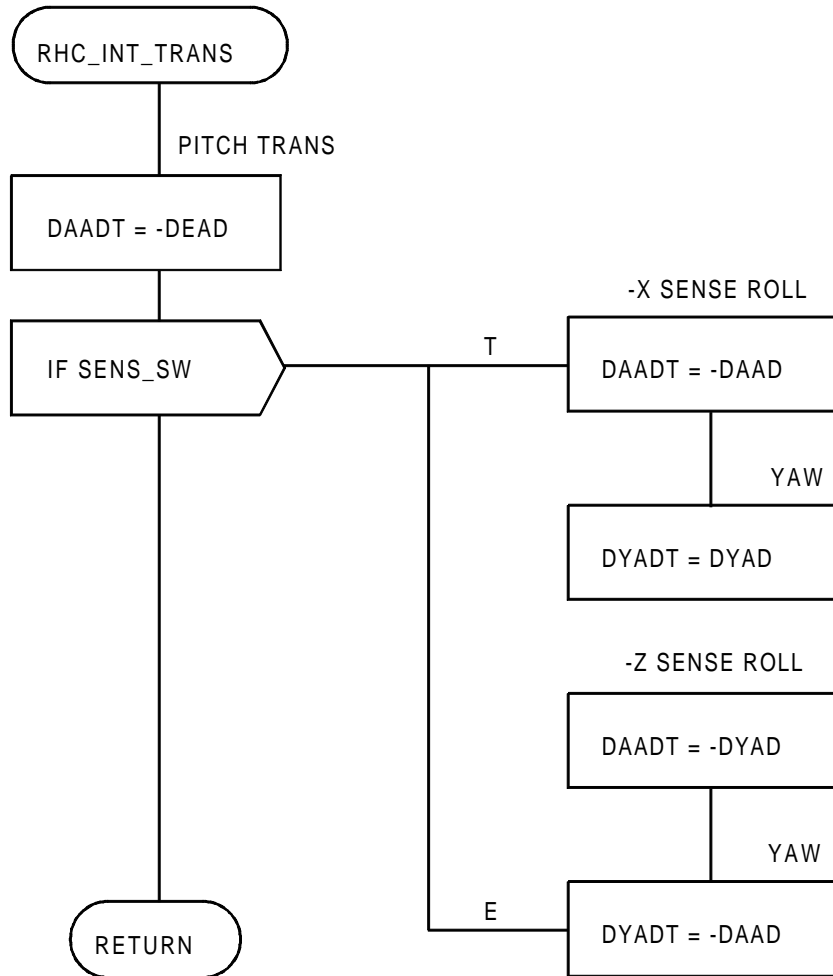 RHC_INT_TRANS
PITCH TRANS
DAADT = -DEAD
IF SENS_SW
T
-X SENSE ROLL
DAADT = -DAAD
YAW
DYADT = DYAD
-Z SENSE ROLL
DAADT = -DYAD
YAW
E
DYADT = -DAAD
RETURN